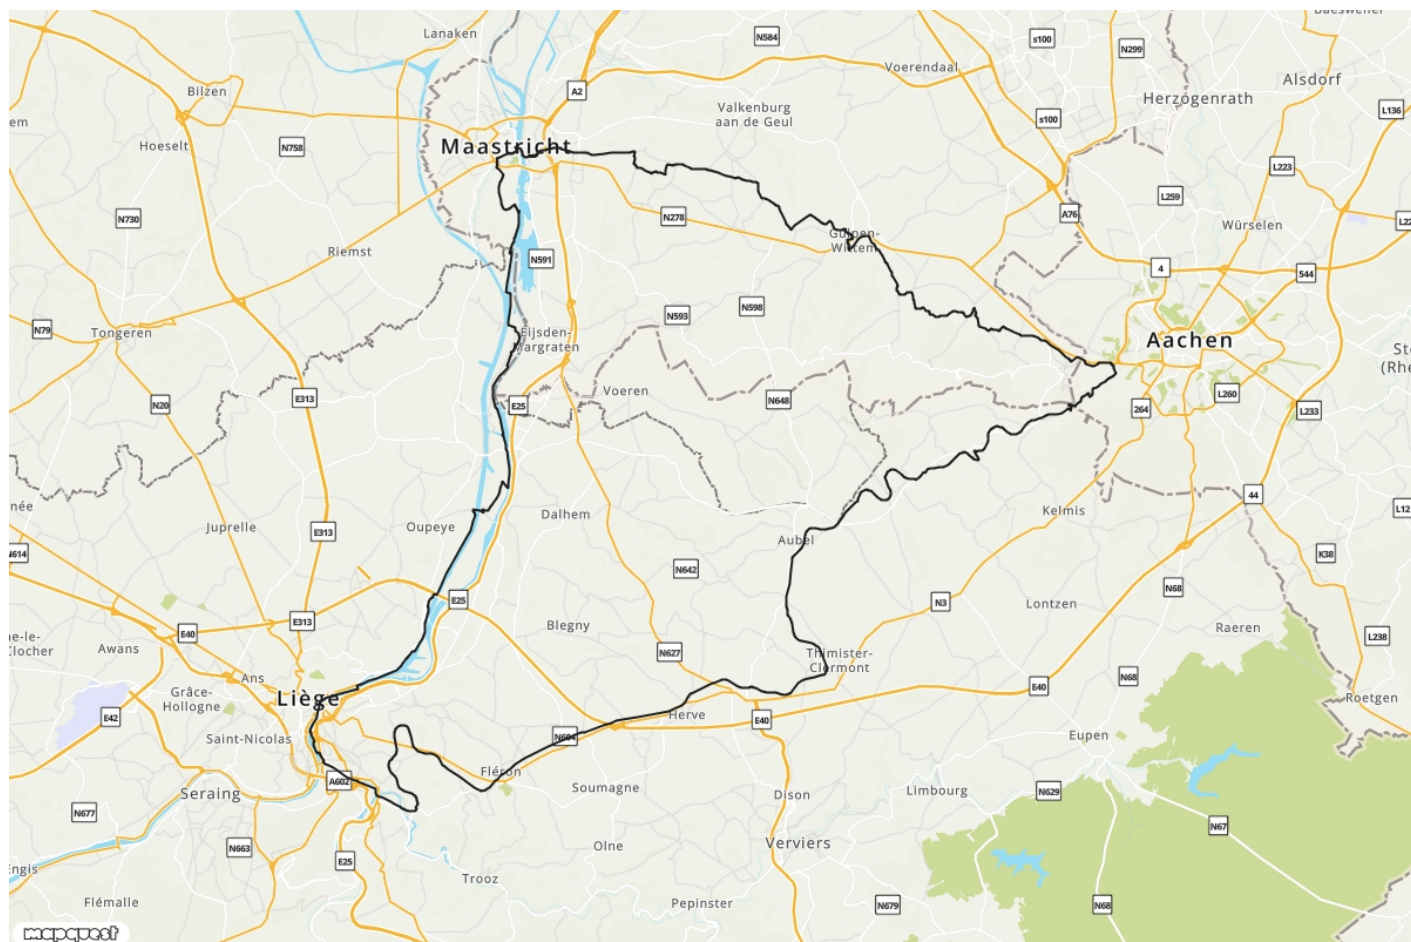 Baesweiler
Lanaken
N584
s100
N299
Voerendaal
Alsdorf
Bilzen
A2
Herzogenrath
L136
Valkenburg
aan de Geul
s100
Hoeselt
N758
Maastricht
L223
L259
N730
N278
A76
Würselen
Gulpen-
Wittem
Riemst
N591
4
544
N598
N593
N79
Tongeren
Eijsden-
Margraten
Aachen
Voeren
N648
L260
E313
N20
E25
264
L233
44
Kelmis
Juprelle
Oupeye
Dalhem
E313
Aubel
N614
K38
N642
N68
E25
N3
Lontzen
E313
Blegny
Raeren
E40
L238
Awans
N627
Thimister-
Clermont
Ans
N68
E40
Grâce-
Hollogne
Liège
Roetgen
E42
Herve
E40
Saint-Nicolas
N604
Eupen
Fléron
A602
Soumagne
Limbourg
N629
Seraing
Dison
N677
N67
Verviers
N663
E25
Olne
Trooz
Flémalle
Pepinster
N679
N68
mapquest